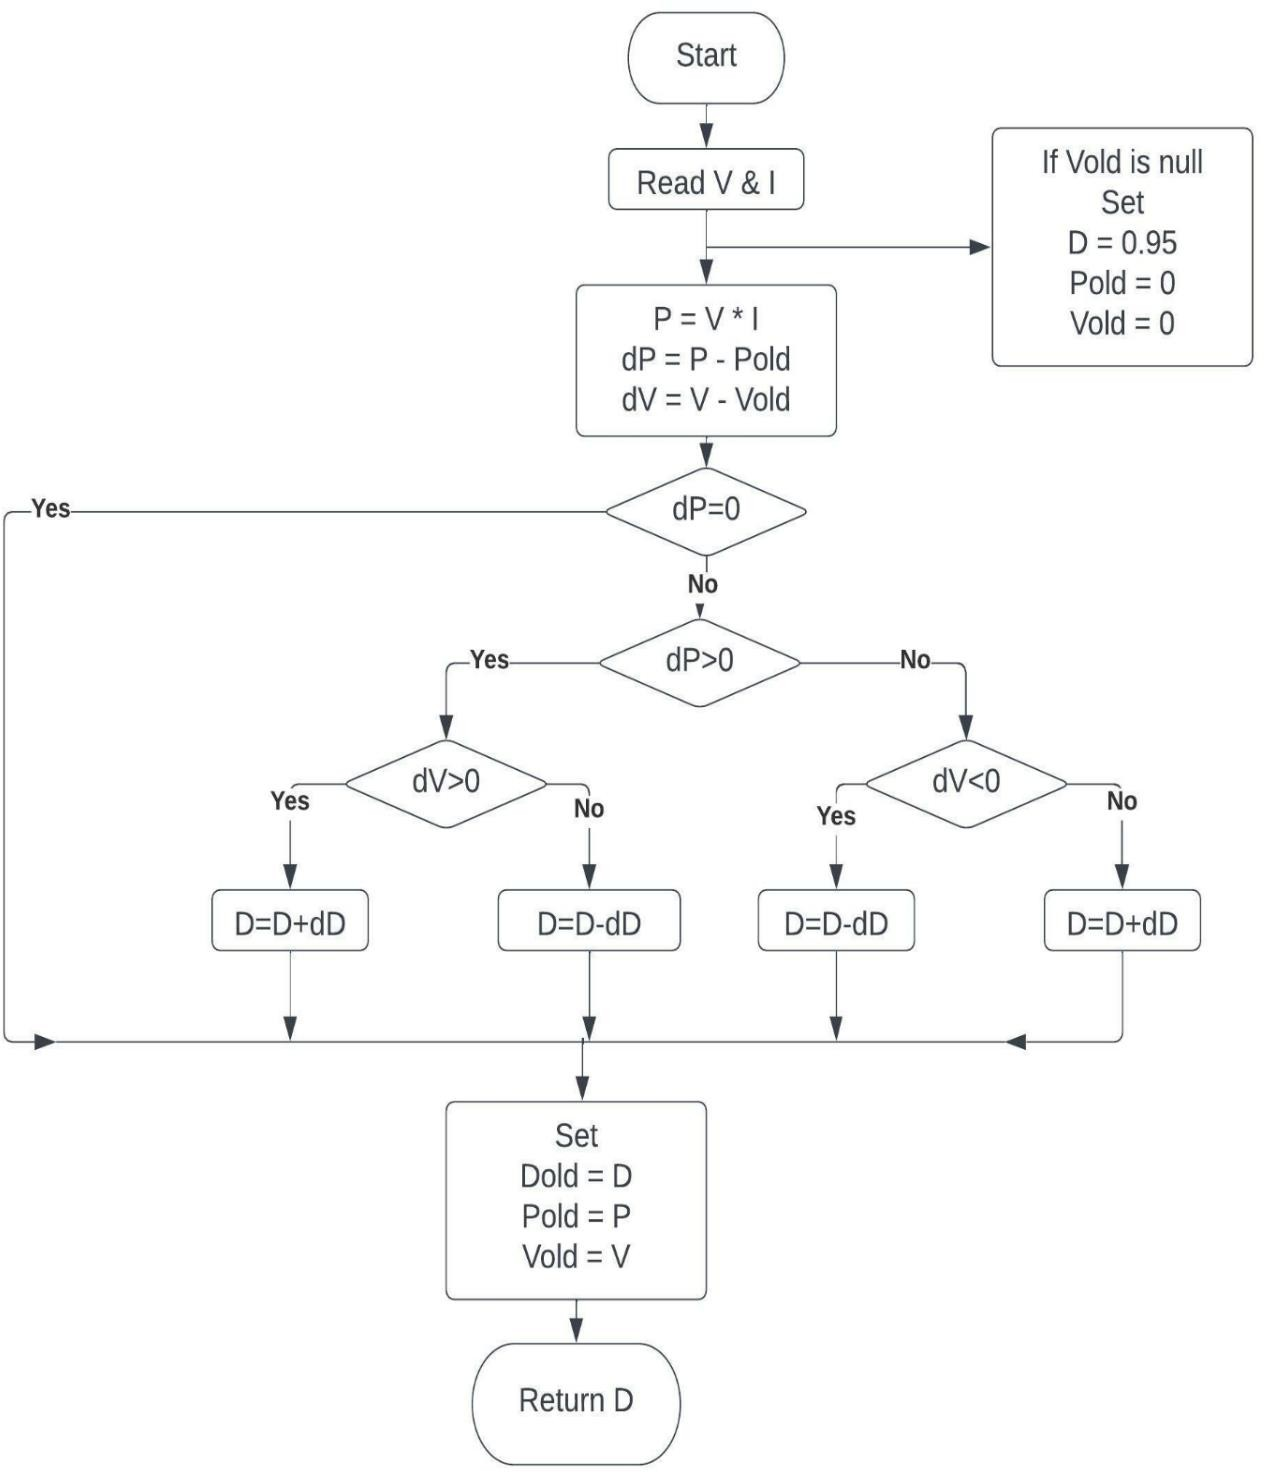 Start
Read V & I
If Vold is null
Set
D = 0.95
Pold = 0
Vold = 0
P = V * I
dP = P - Pold
dV = V - Vold
dP=0
Yes
No
dP>0
Yes
No
dV>0
Yes
No
dV<0
Yes
No
D=D+dD
D=D-dD
D=D-dD
D=D+dD
Set
Dold = D
Pold = P
Vold = V
Return D